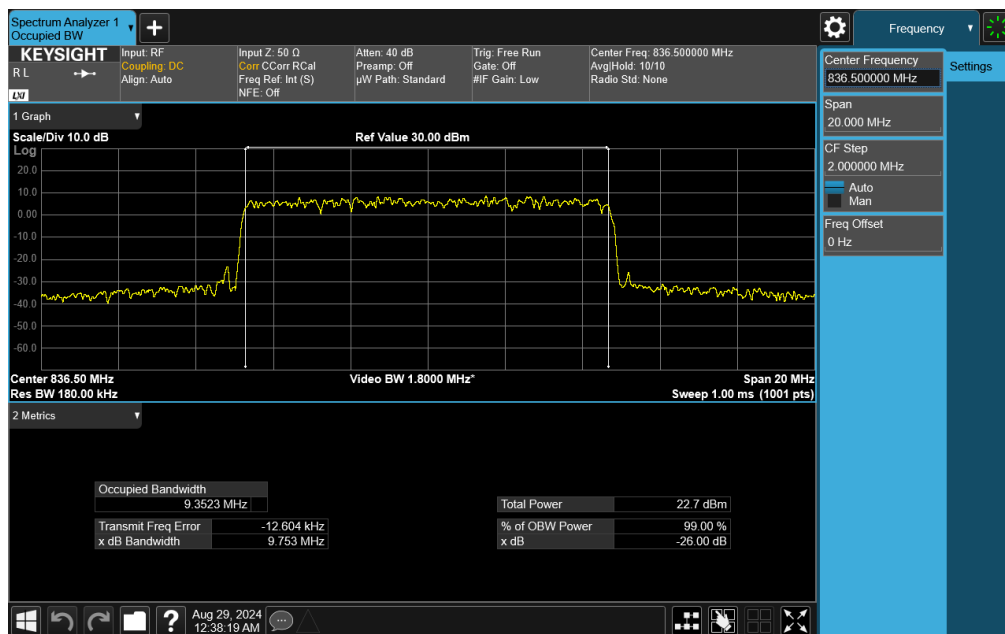 Spectrum Analyzer 1
Occupied BW
Frequency
KEYSIGHT
R L
LXI
Input: RF
Coupling: DC
Align: Auto
Input Z: 50 Ω
Corr CCorr RCal
Freq Ref: Int (S)
NFE: Off
Atten: 40 dB
Preamp: Off
µW Path: Standard
Trig: Free Run
Gate: Off
#IF Gain: Low
Center Freq: 836.500000 MHz
Avg|Hold: 10/10
Radio Std: None
Center Frequency
836.500000 MHz
Settings
Span
20.000 MHz
CF Step
2.000000 MHz
Auto
Man
Freq Offset
0 Hz
1 Graph
Scale/Div 10.0 dB
Ref Value 30.00 dBm
Log
20.0
10.0
0.00
-10.0
-20.0
-30.0
-40.0
-50.0
-60.0
Center 836.50 MHz
Video BW 1.8000 MHz*
Span 20 MHz
Res BW 180.00 kHz
Sweep 1.00 ms (1001 pts)
2 Metrics
Occupied Bandwidth
9.3523 MHz
Total Power 22.7 dBm
Transmit Freq Error -12.604 kHz
% of OBW Power 99.00 %
x dB Bandwidth 9.753 MHz
x dB -26.00 dB
?
Aug 29, 2024
12:38:19 AM